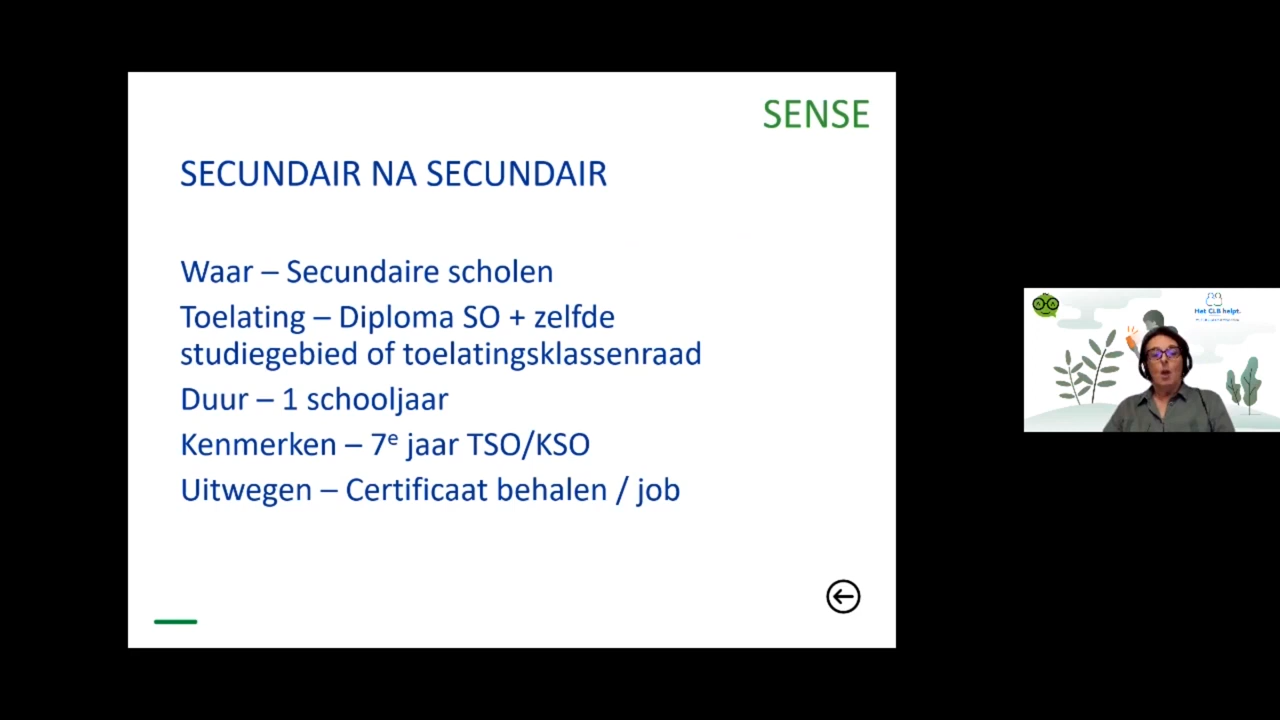 SENSE
SECUNDAIR NA SECUNDAIR
Waar – Secundaire scholen
Toelating – Diploma SO + zelfde
studiegebied of toelatingsklassenraad
Duur – 1 schooljaar
Kenmerken – 7e jaar TSO/KSO
Uitwegen – Certificaat behalen / job
Het CLB helpt.